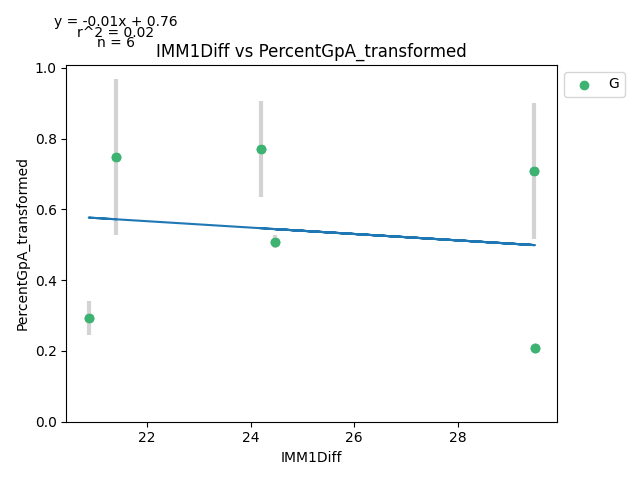 y = -0.01x + 0.76
r^2 = 0.02
n = 6
IMM1Diff vs PercentGpA_transformed
G
PercentGpA_transformed
1.0
0.8
0.6
0.4
0.2
0.0
22
24
26
28
IMM1Diff